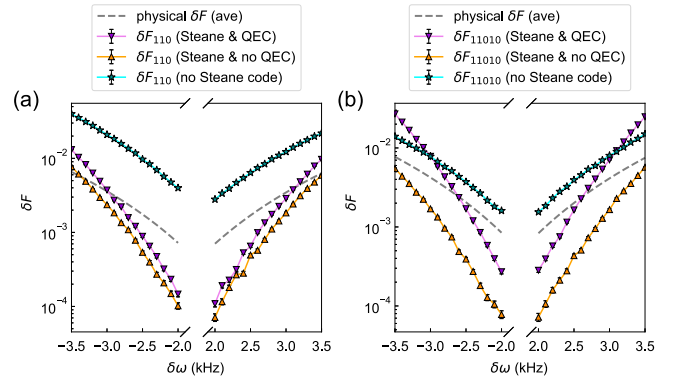 physical δF (ave)
δF₁₁₀ (Steane & QEC)
δF₁₁₀ (Steane & no QEC)
δF₁₁₀ (no Steane code)
physical δF (ave)
δF₁₁₀₁₀ (Steane & QEC)
δF₁₁₀₁₀ (Steane & no QEC)
δF₁₁₀₁₀ (no Steane code)
(a)
(b)
δF
10⁻²
10⁻³
10⁻⁴
10⁻²
10⁻³
10⁻⁴
−3.5 −3.0 −2.5 −2.0 2.0 2.5 3.0 3.5
−3.5 −3.0 −2.5 −2.0 2.0 2.5 3.0 3.5
δω (kHz)
δω (kHz)